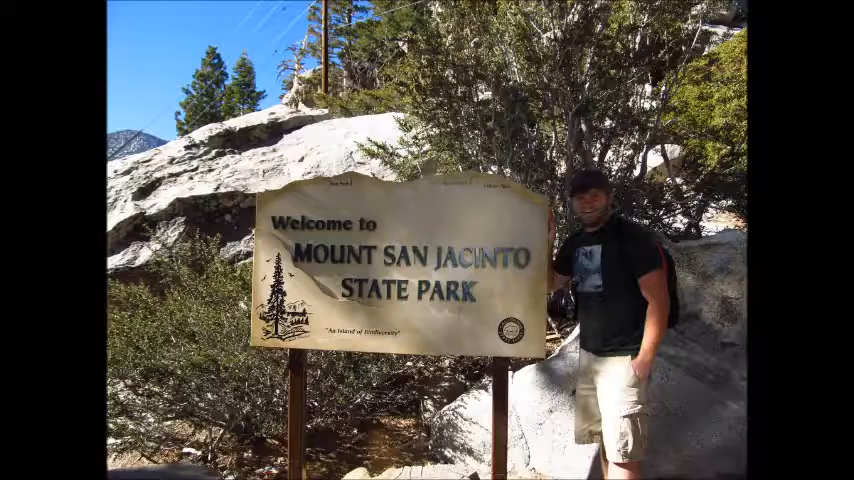 Welcome to
MOUNT SAN JACINTO
STATE PARK
"An Island of Biodiversity"